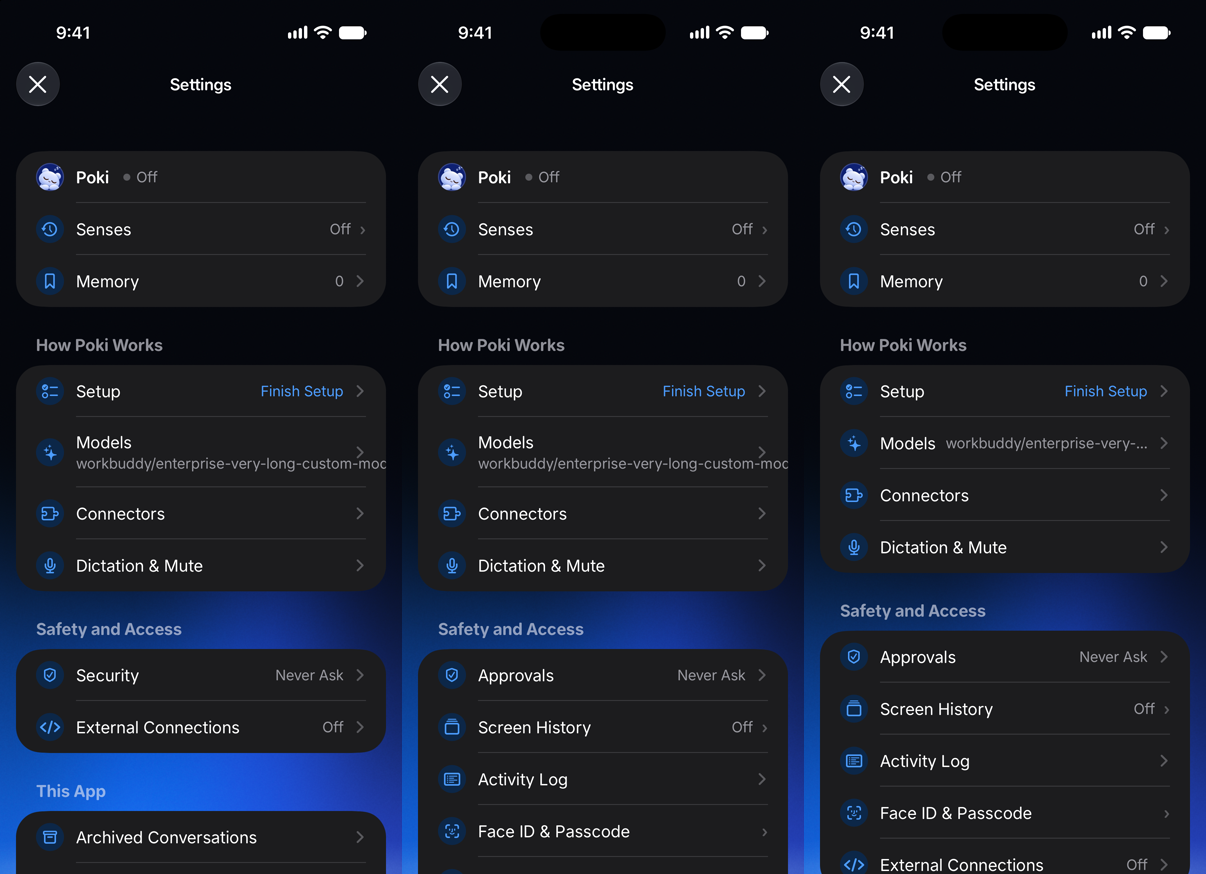 9:41
Settings
Poki Off
Senses Off
Memory 0
How Poki Works
Setup Finish Setup
Models
workbuddy/enterprise-very-long-custom-mod
Connectors
Dictation & Mute
Safety and Access
Security Never Ask
External Connections Off
This App
Archived Conversations
9:41
Settings
Poki Off
Senses Off
Memory 0
How Poki Works
Setup Finish Setup
Models
workbuddy/enterprise-very-long-custom-mod
Connectors
Dictation & Mute
Safety and Access
Approvals Never Ask
Screen History Off
Activity Log
Face ID & Passcode
9:41
Settings
Poki Off
Senses Off
Memory 0
How Poki Works
Setup Finish Setup
Models workbuddy/enterprise-very-...
Connectors
Dictation & Mute
Safety and Access
Approvals Never Ask
Screen History Off
Activity Log
Face ID & Passcode
External Connections Off